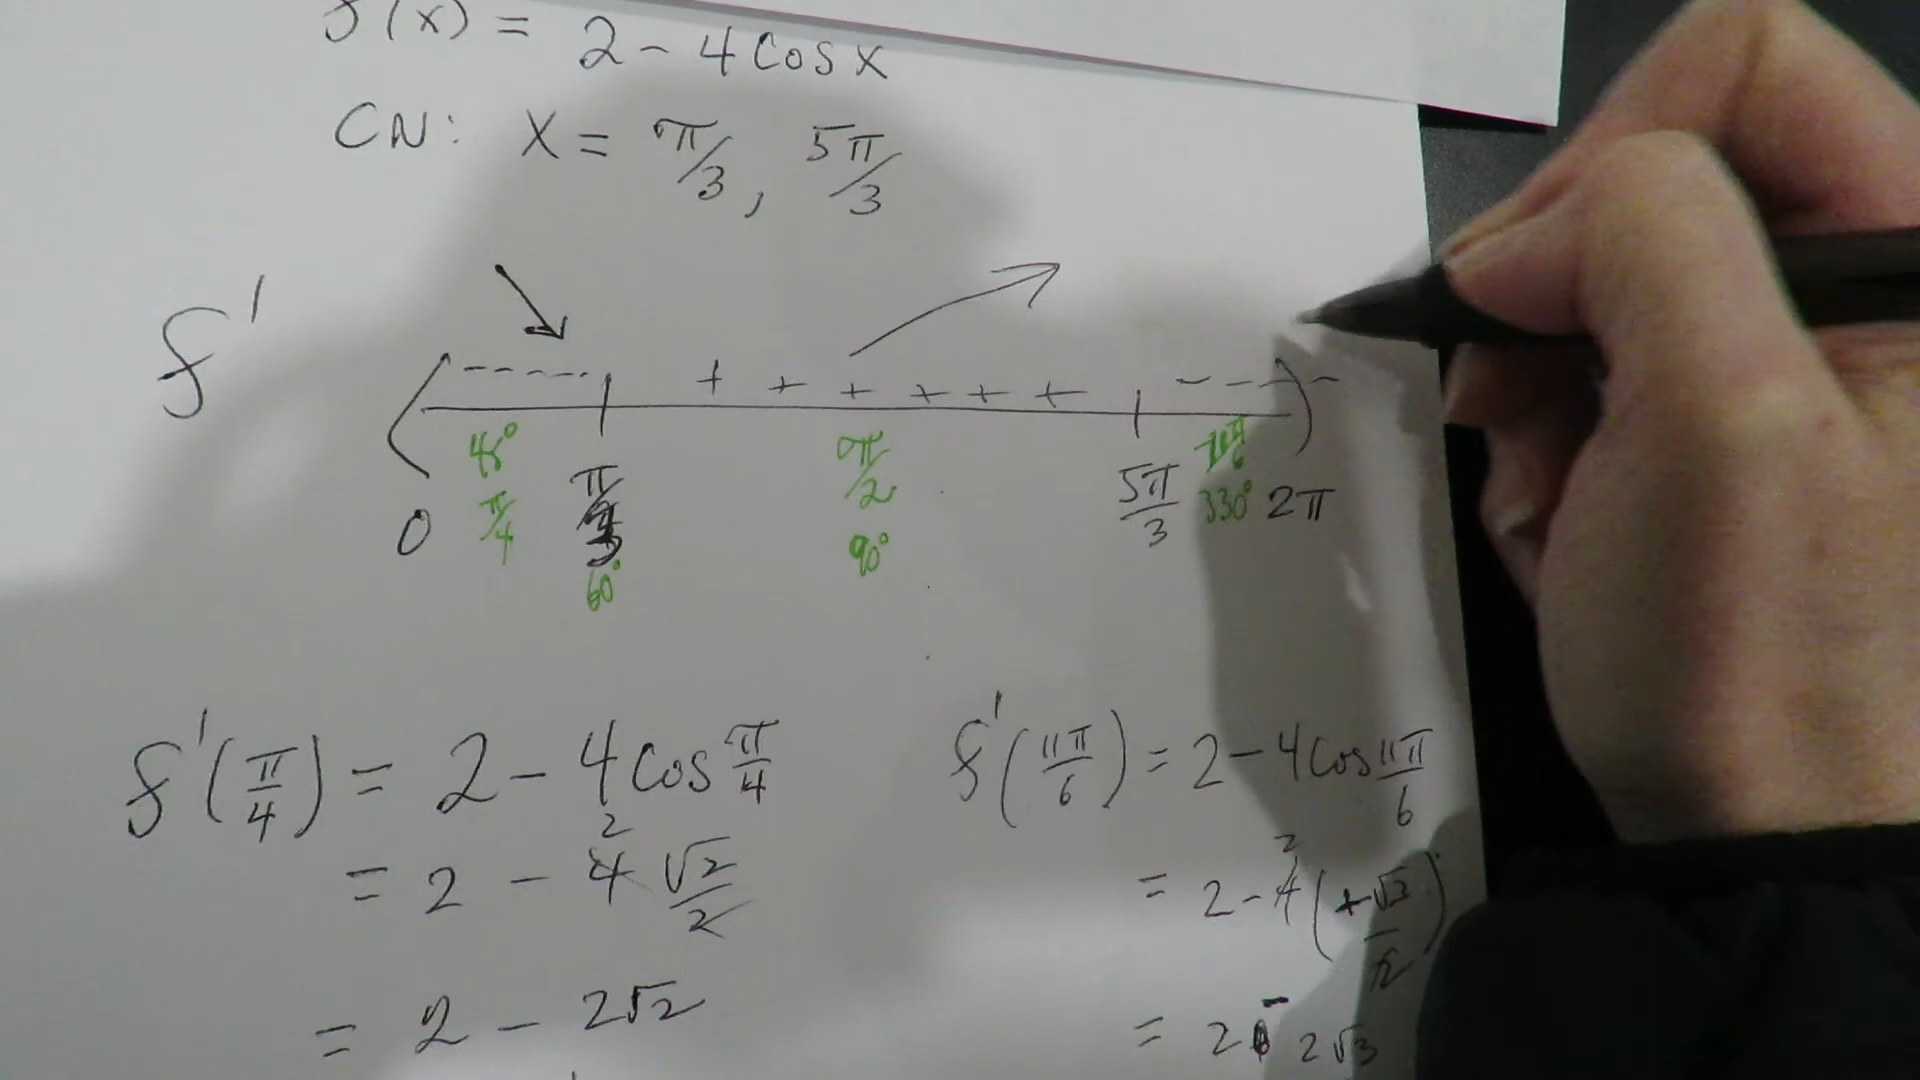 f'(x) = 2 - 4 cos x
CN: x = π/3, 5π/3
f'
- - - - - + + + + + + - - - -
45° π/2 11π/6
0 π/4 π/3 5π/3 330° 2π
60° 90°
f'(π/4) = 2 - 4 cos π/4
f'(11π/6) = 2 - 4 cos 11π/6
2
= 2 - 4 √2/2
2
= 2 - 4 (+√3/2)
= 2 - 2√2
= 2 - 2√3